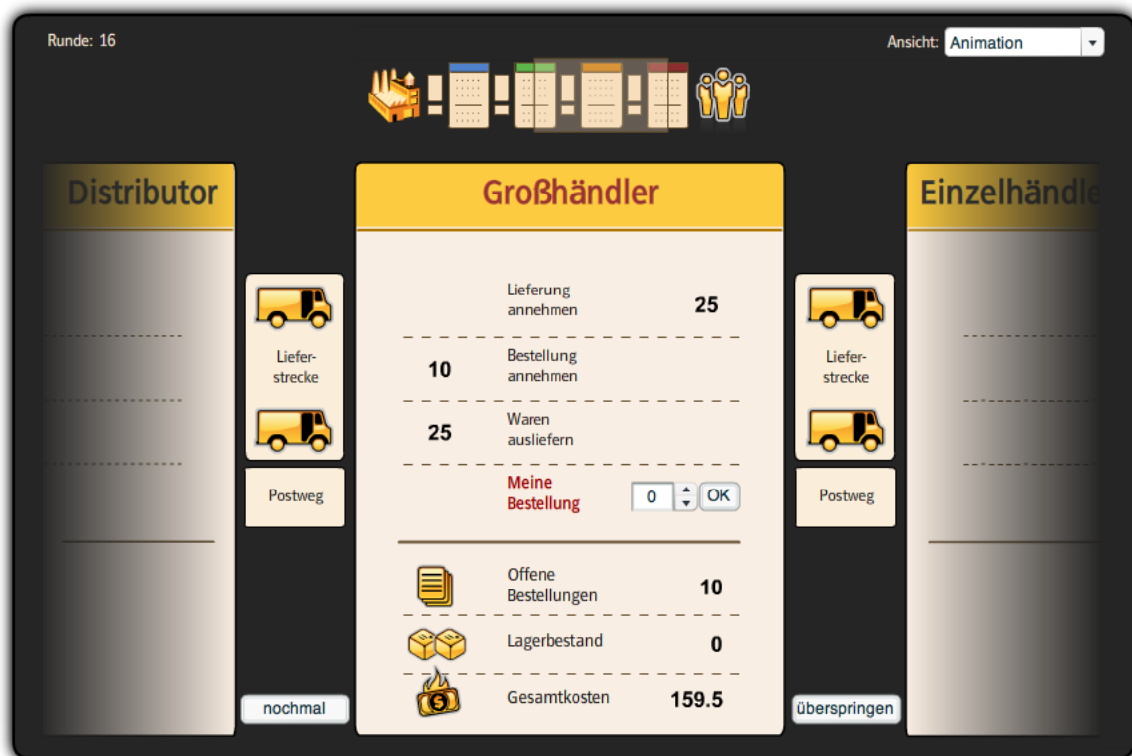 Runde: 16
Ansicht: Animation
Distributor
Großhändler
Einzelhändle
Lieferung
annehmen
25
10
Bestellung
annehmen
25
Waren
ausliefern
Liefer-
strecke
Liefer-
strecke
Meine
Bestellung
0
OK
Postweg
Postweg
Offene
Bestellungen
10
Lagerbestand
0
Gesamtkosten
159.5
nochmal
überspringen